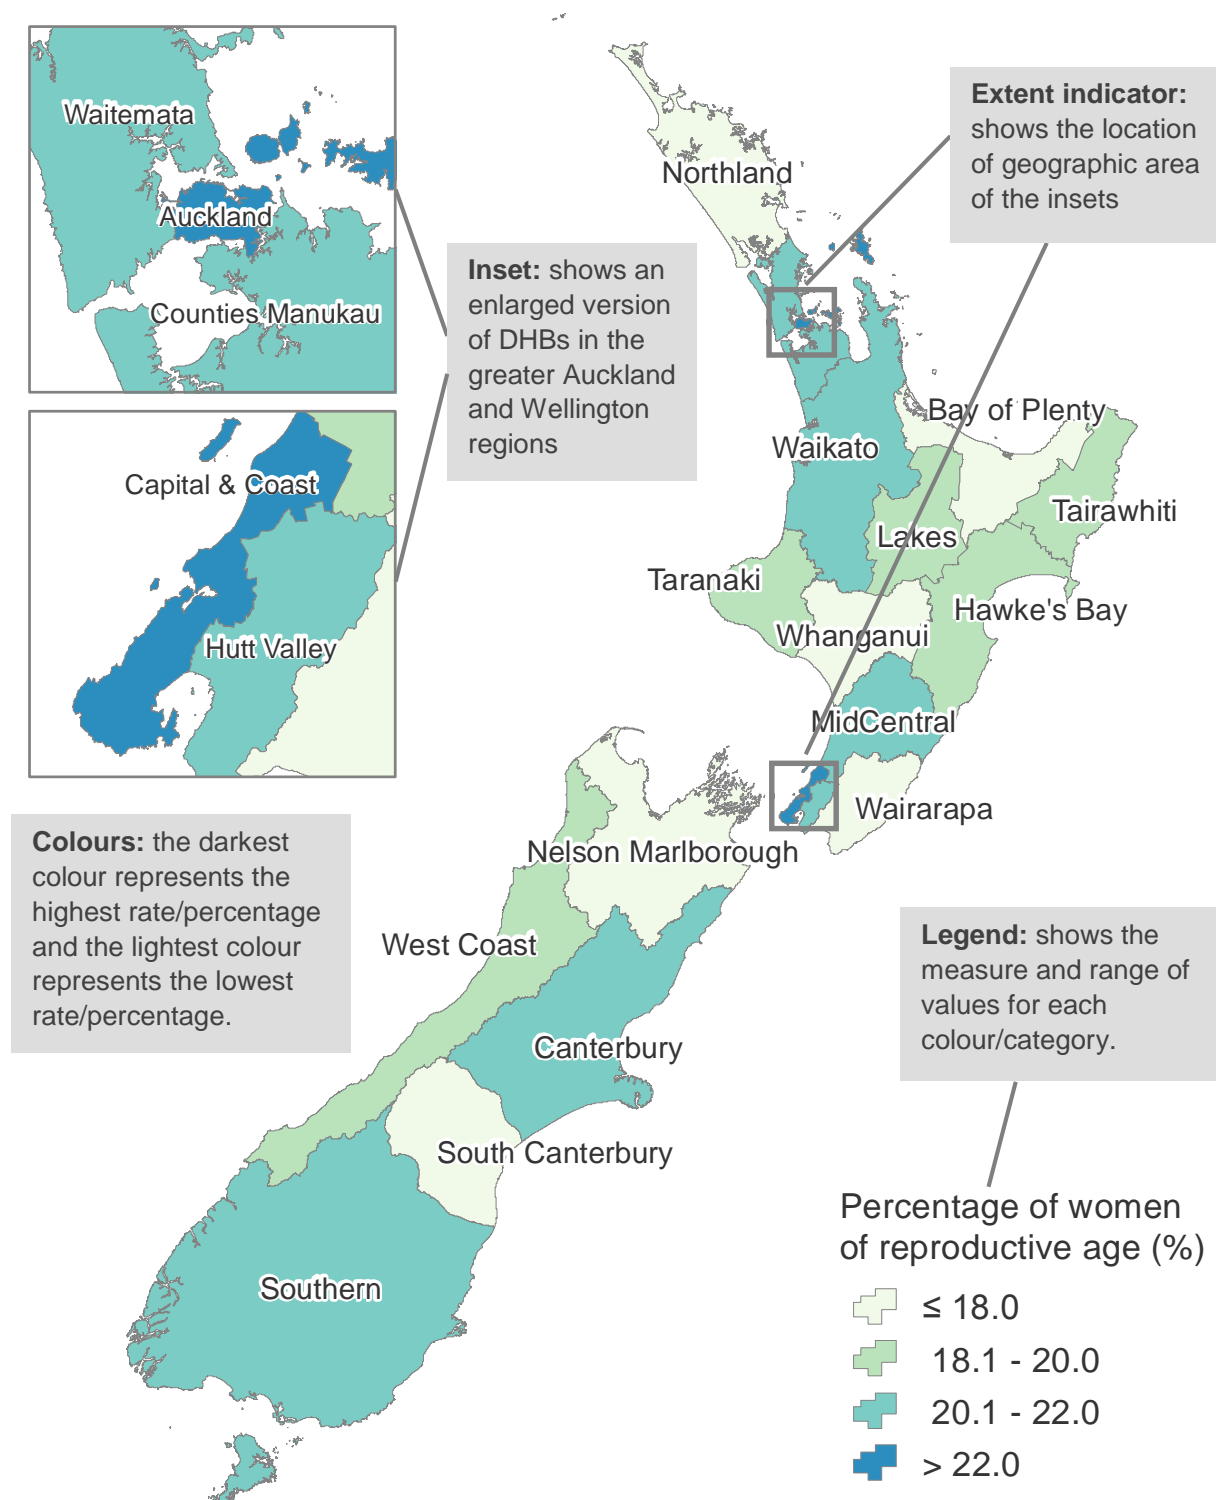 Waitemata
Auckland
Counties Manukau
Capital & Coast
Hutt Valley
Inset: shows an
enlarged version
of DHBs in the
greater Auckland
and Wellington
regions
Extent indicator:
shows the location
of geographic area
of the insets
Northland
Bay of Plenty
Waikato
Tairawhiti
Lakes
Taranaki
Hawke's Bay
Whanganui
MidCentral
Wairarapa
Nelson Marlborough
West Coast
Canterbury
South Canterbury
Southern
Colours: the darkest
colour represents the
highest rate/percentage
and the lightest colour
represents the lowest
rate/percentage.
Legend: shows the
measure and range of
values for each
colour/category.
Percentage of women
of reproductive age (%)
≤ 18.0
18.1 - 20.0
20.1 - 22.0
> 22.0